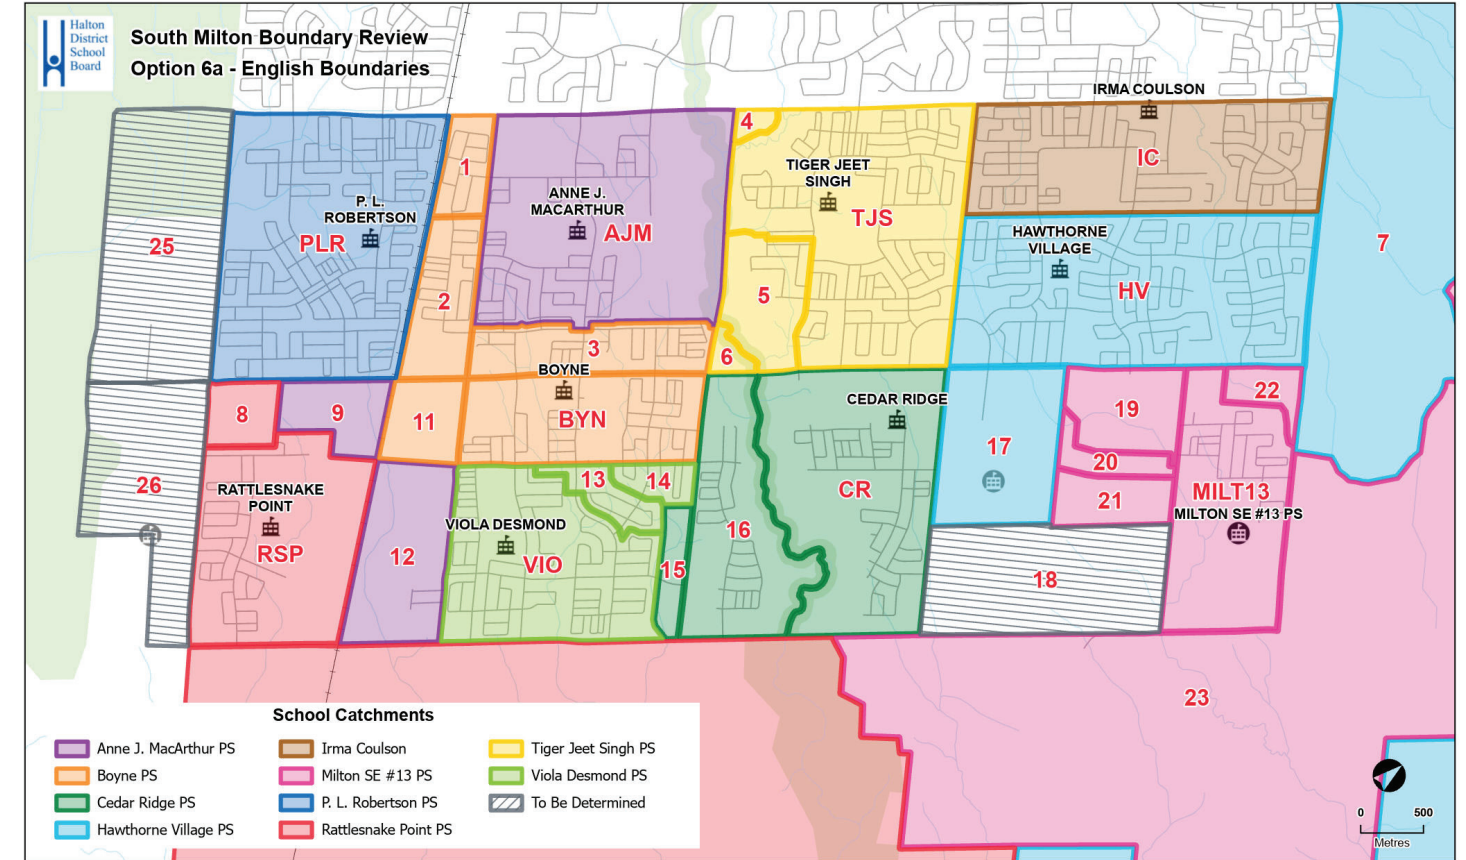 Halton
District
School
Board
South Milton Boundary Review
Option 6a - English Boundaries
IRMA COULSON
4
1
TIGER JEET
SINGH
IC
ANNE J.
MACARTHUR
P. L.
ROBERTSON
TJS
AJM
HAWTHORNE
VILLAGE
PLR
25
7
2
5
HV
3
6
BOYNE
22
8
9
CEDAR RIDGE
19
11
BYN
17
20
13
14
26
RATTLESNAKE
POINT
CR
MILT13
21
MILTON SE #13 PS
VIOLA DESMOND
16
RSP
12
VIO
15
18
23
School Catchments
Anne J. MacArthur PS
Irma Coulson
Tiger Jeet Singh PS
Boyne PS
Milton SE #13 PS
Viola Desmond PS
Cedar Ridge PS
P. L. Robertson PS
To Be Determined
Hawthorne Village PS
Rattlesnake Point PS
0 500
Metres